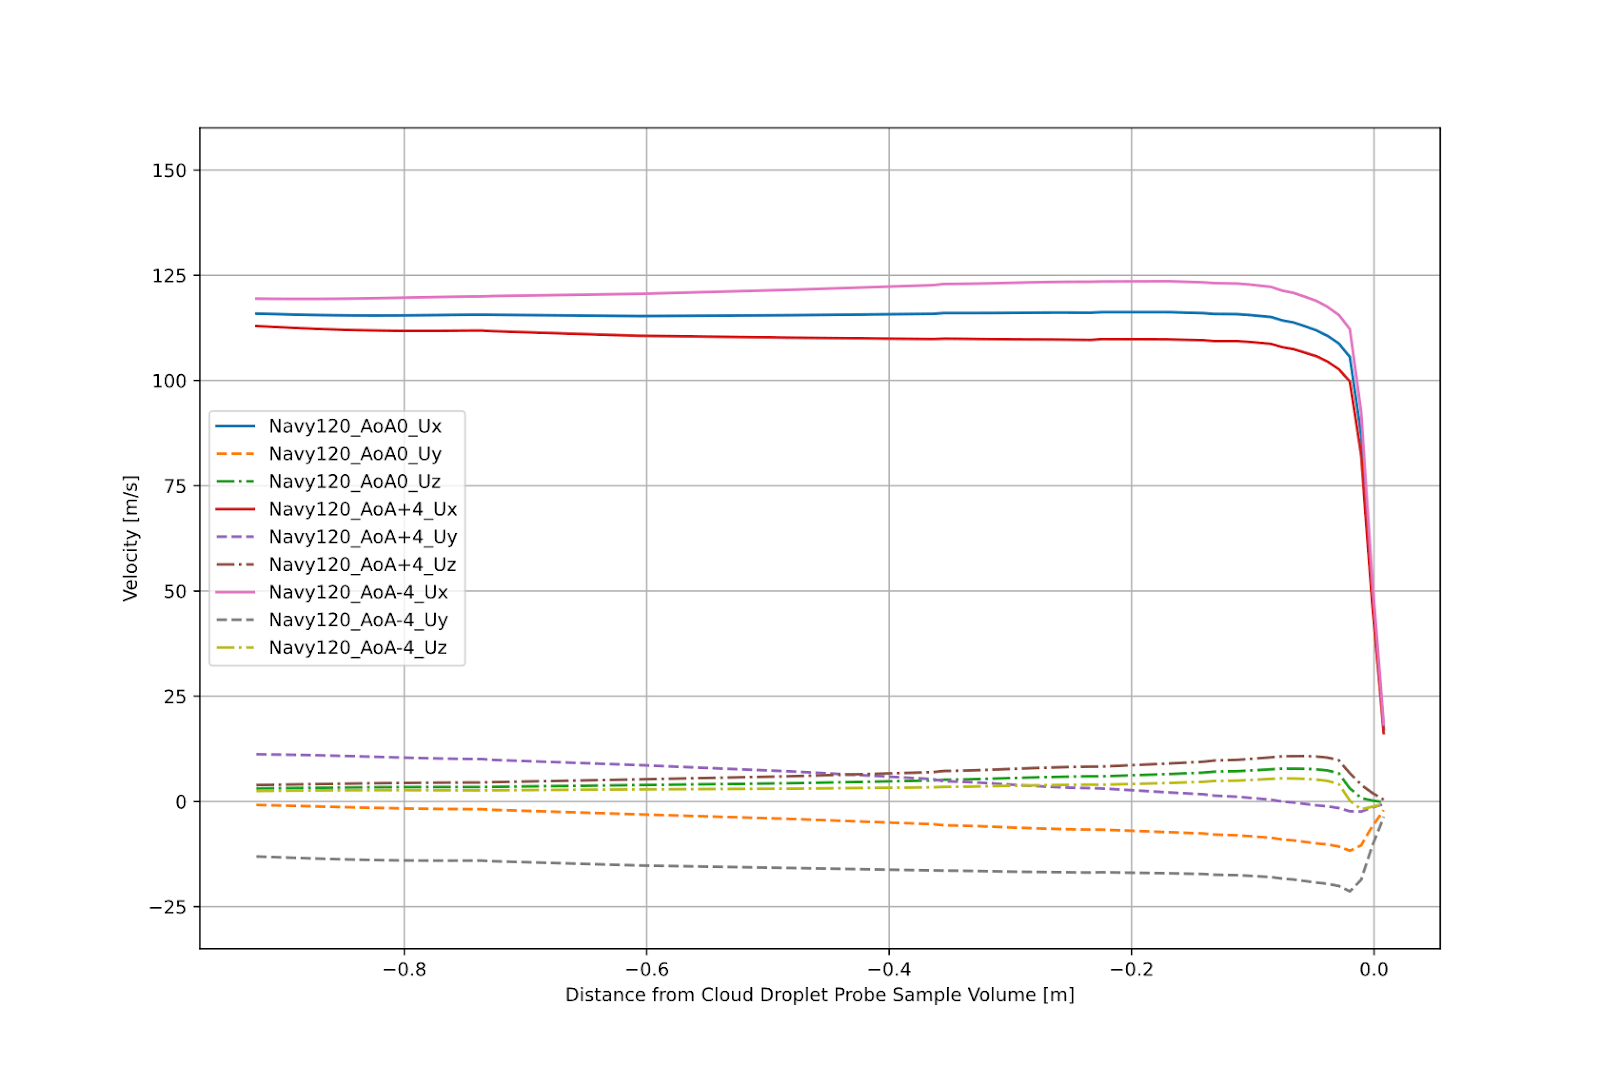 150
125
100
75
50
25
0
−25
Velocity [m/s]
Navy120_AoA0_Ux
Navy120_AoA0_Uy
Navy120_AoA0_Uz
Navy120_AoA+4_Ux
Navy120_AoA+4_Uy
Navy120_AoA+4_Uz
Navy120_AoA-4_Ux
Navy120_AoA-4_Uy
Navy120_AoA-4_Uz
−0.8 −0.6 −0.4 −0.2 0.0
Distance from Cloud Droplet Probe Sample Volume [m]